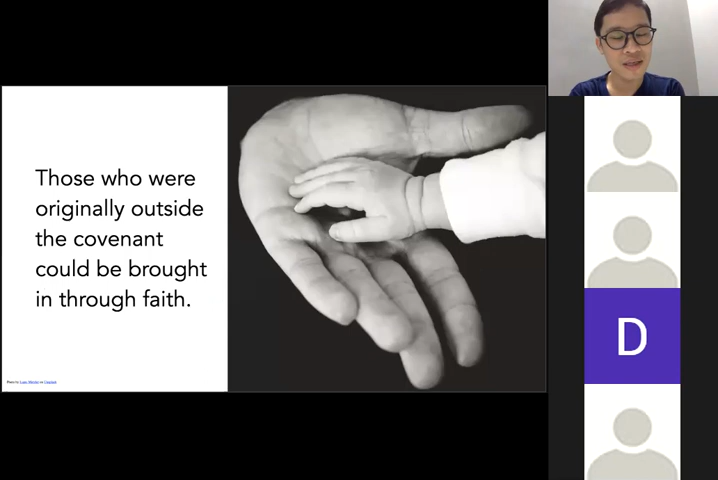 Those who were
originally outside
the covenant
could be brought
in through faith.
D